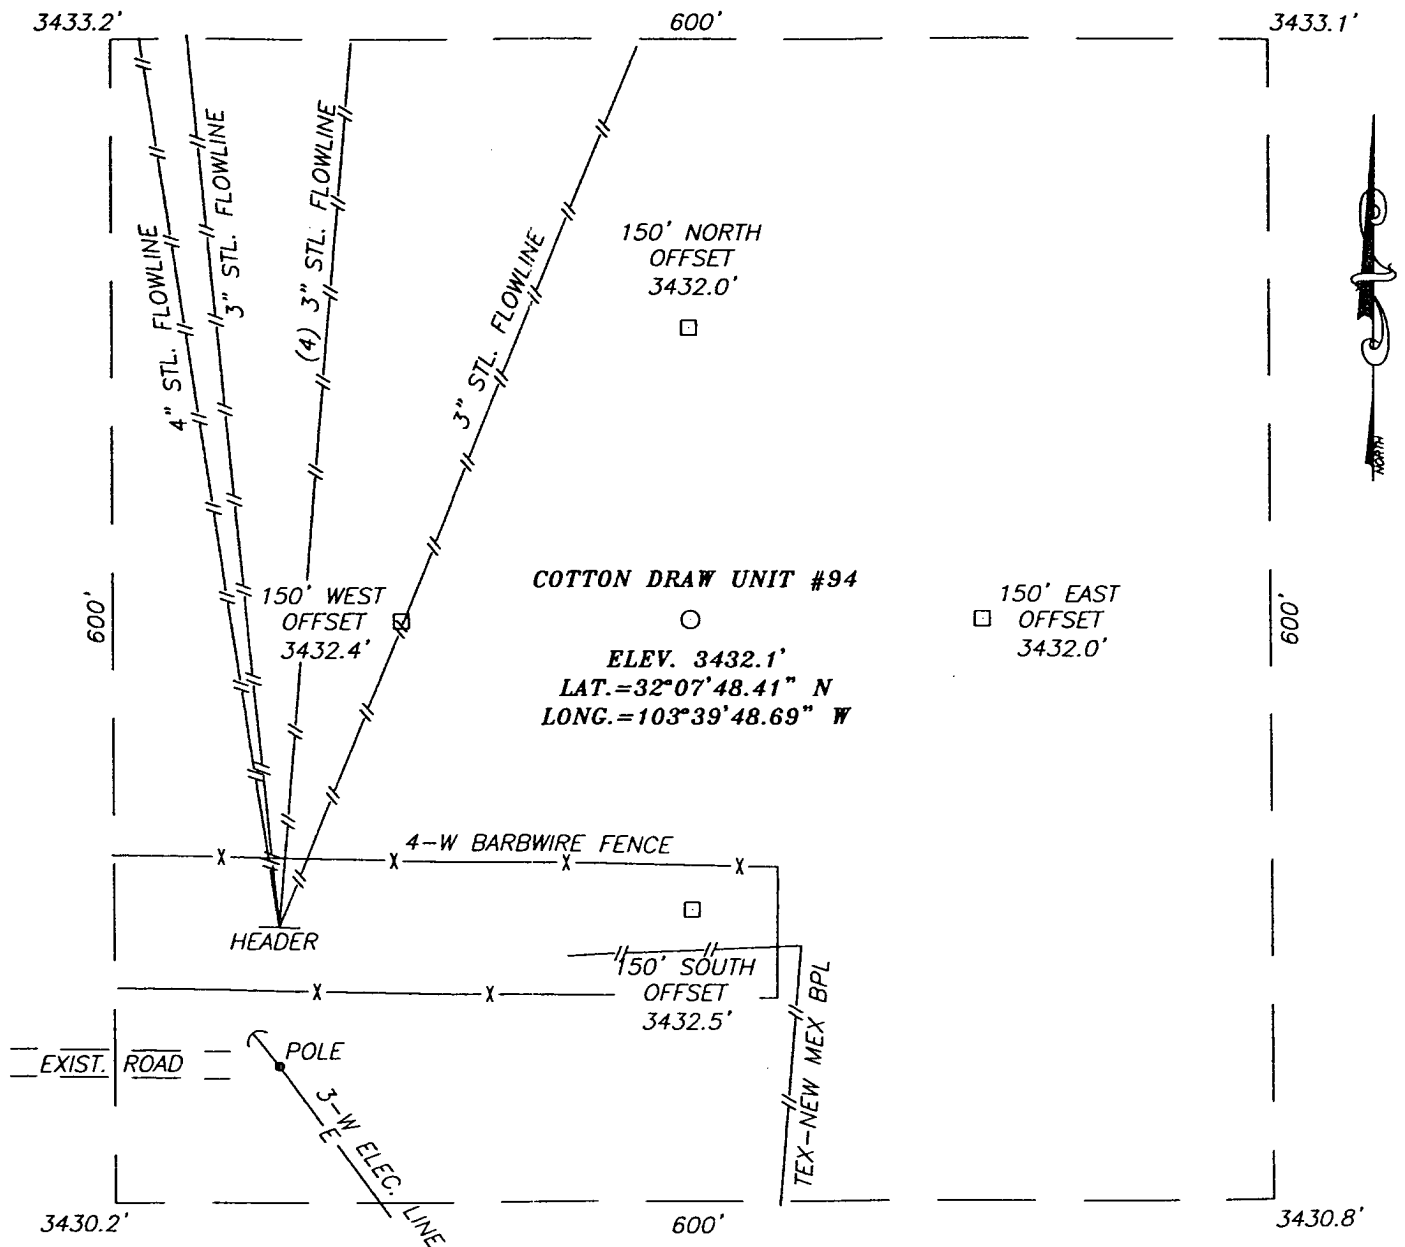 3433.2'
600'
3433.1'
4" STL. FLOWLINE
3" STL. FLOWLINE
(4) 3" STL. FLOWLINE
3" STL. FLOWLINE
150' NORTH
OFFSET
3432.0'
NORTH
600'
150' WEST
OFFSET
3432.4'
COTTON DRAW UNIT #94
ELEV. 3432.1'
LAT.=32°07'48.41" N
LONG.=103°39'48.69" W
150' EAST
OFFSET
3432.0'
600'
4-W BARBWIRE FENCE
HEADER
150' SOUTH
OFFSET
3432.5'
TEX-NEW MEX BPL
EXIST. ROAD
POLE
3-W ELEC. LINE
E
3430.2'
600'
3430.8'